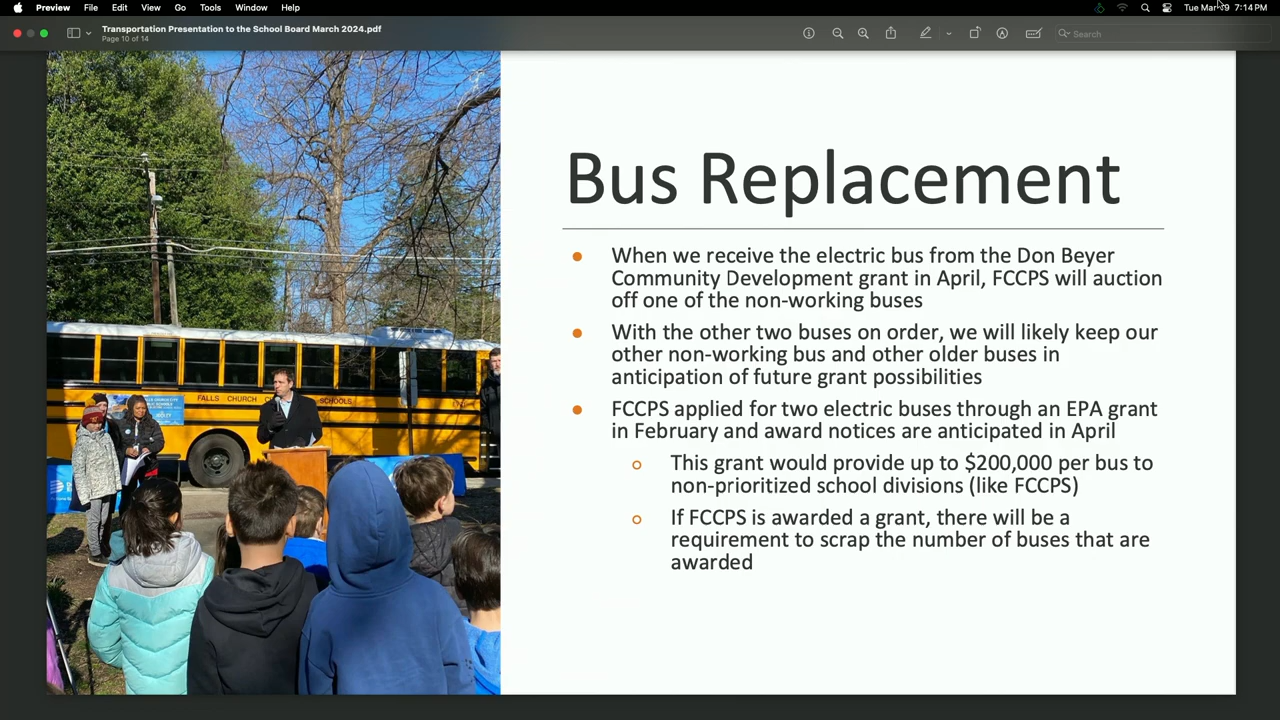 Preview File Edit View Go Tools Window Help
Tue Mar 19 7:14 PM
Transportation Presentation to the School Board March 2024.pdf
Page 10 of 14
Search
Bus Replacement
• When we receive the electric bus from the Don Beyer
Community Development grant in April, FCCPS will auction
off one of the non-working buses
• With the other two buses on order, we will likely keep our
other non-working bus and other older buses in
anticipation of future grant possibilities
• FCCPS applied for two electric buses through an EPA grant
in February and award notices are anticipated in April
o This grant would provide up to $200,000 per bus to
non-prioritized school divisions (like FCCPS)
o If FCCPS is awarded a grant, there will be a
requirement to scrap the number of buses that are
awarded
FALLS CHURCH SCHOOLS